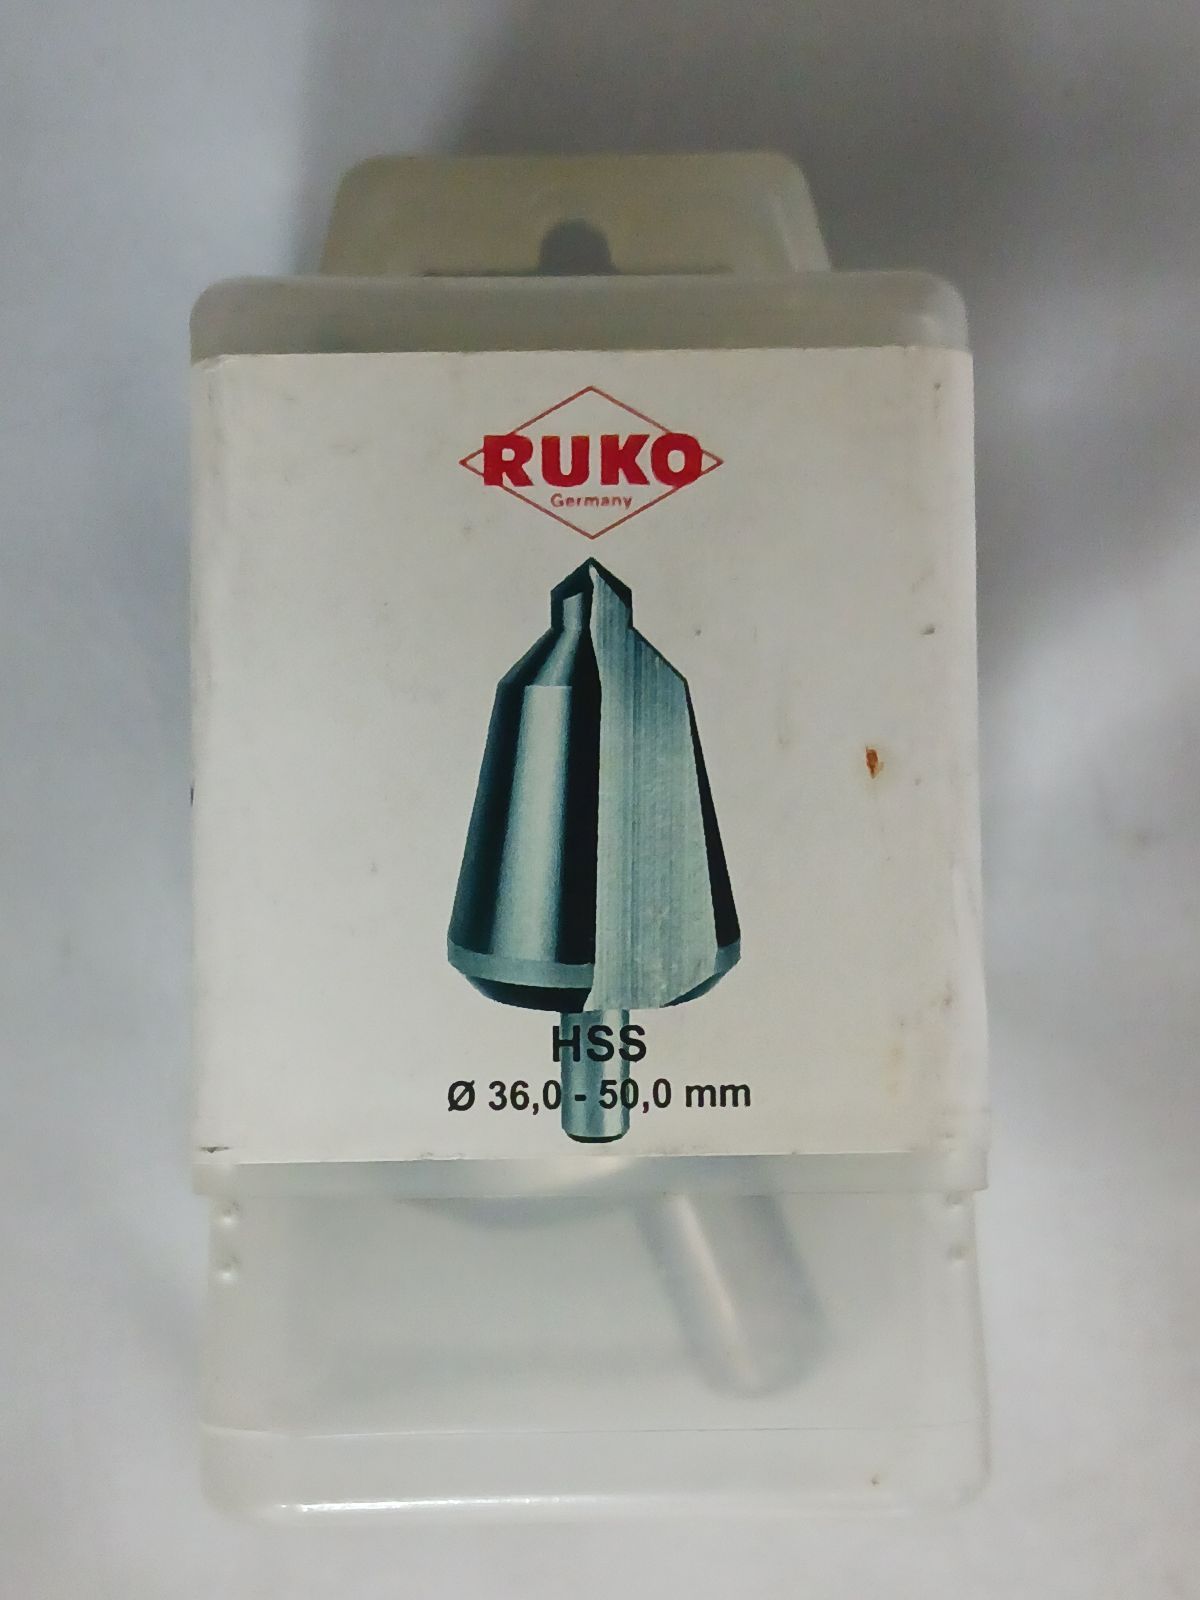 RUKO
Germany
HSS
Ø 36,0 - 50,0 mm